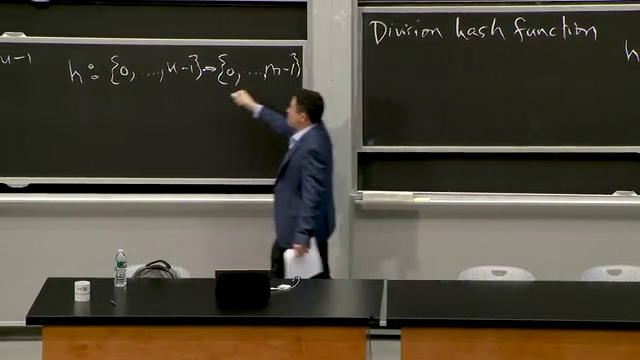 u-1
h: {0, ..., u-1} → {0, ..., m-1}
Division hash function
h